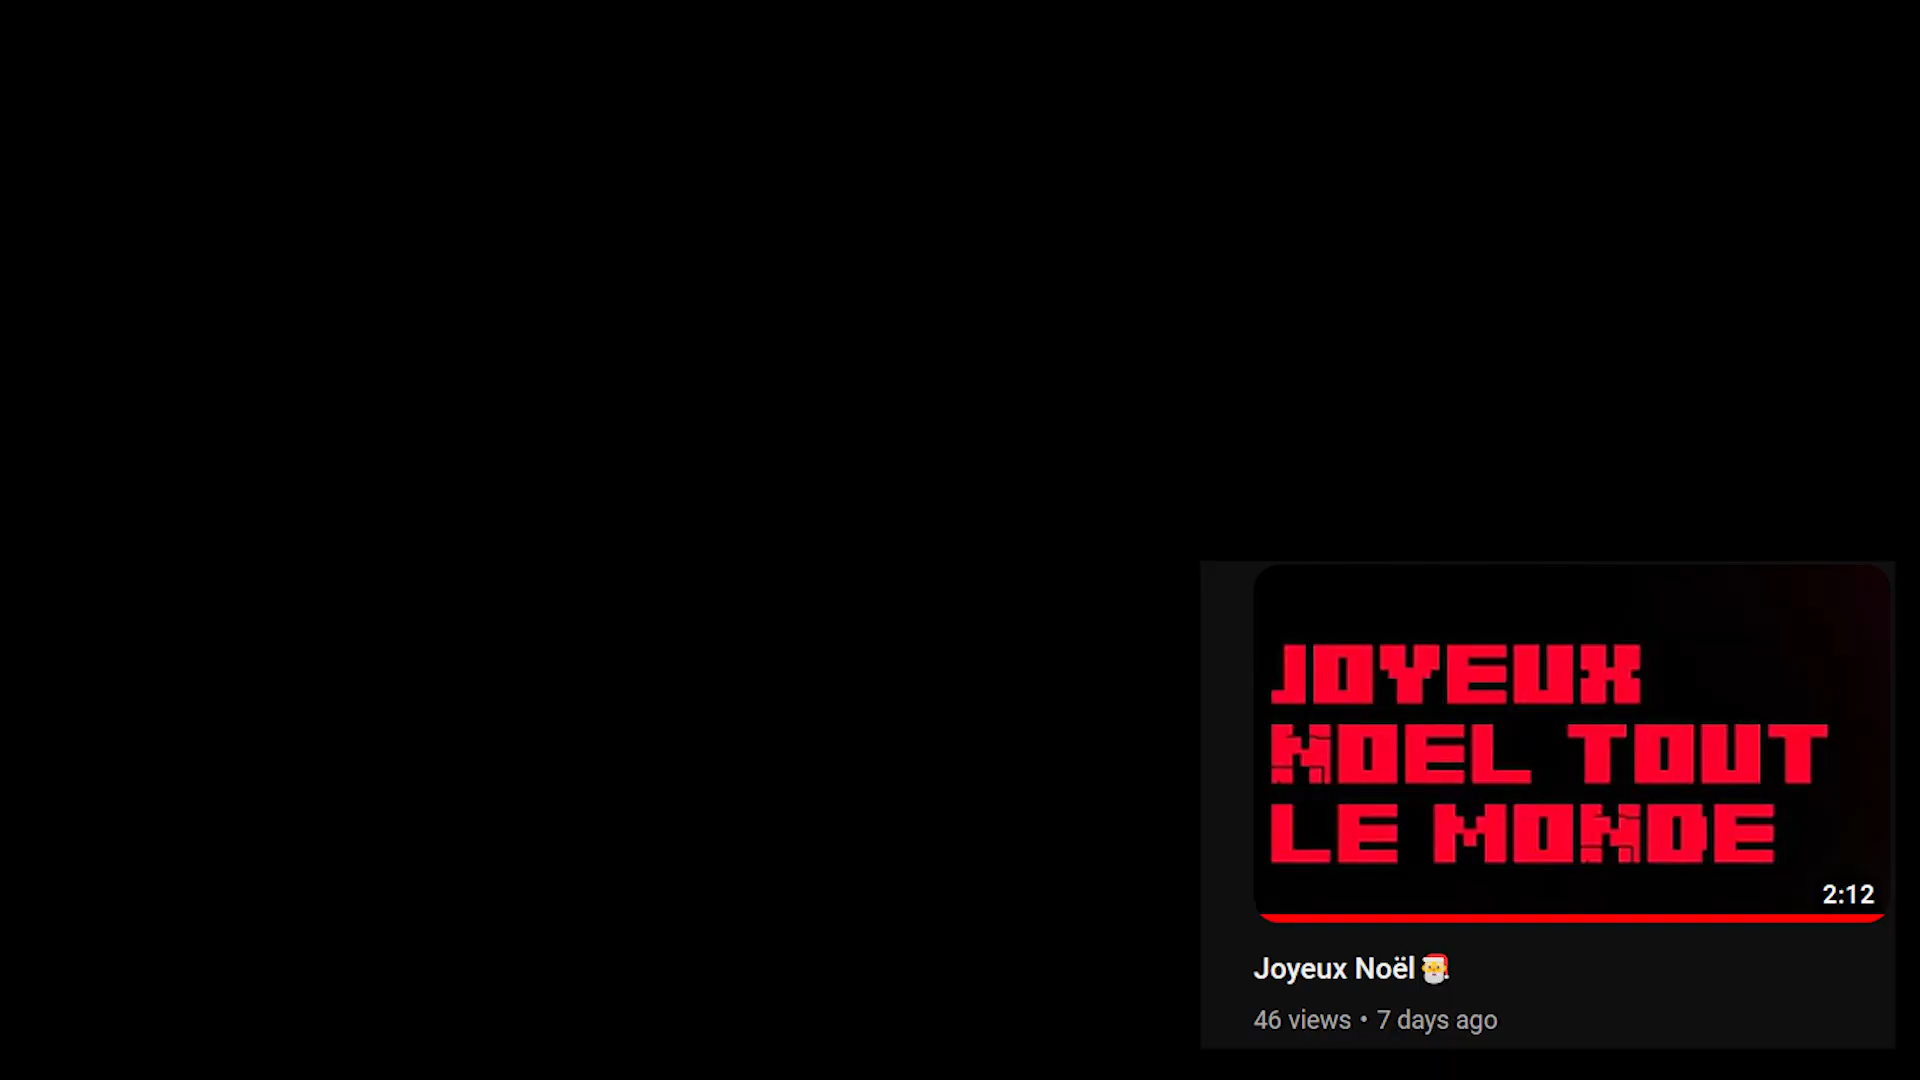 JOYEUX
NOEL TOUT
LE MONDE
2:12
Joyeux Noël🎅
46 views • 7 days ago